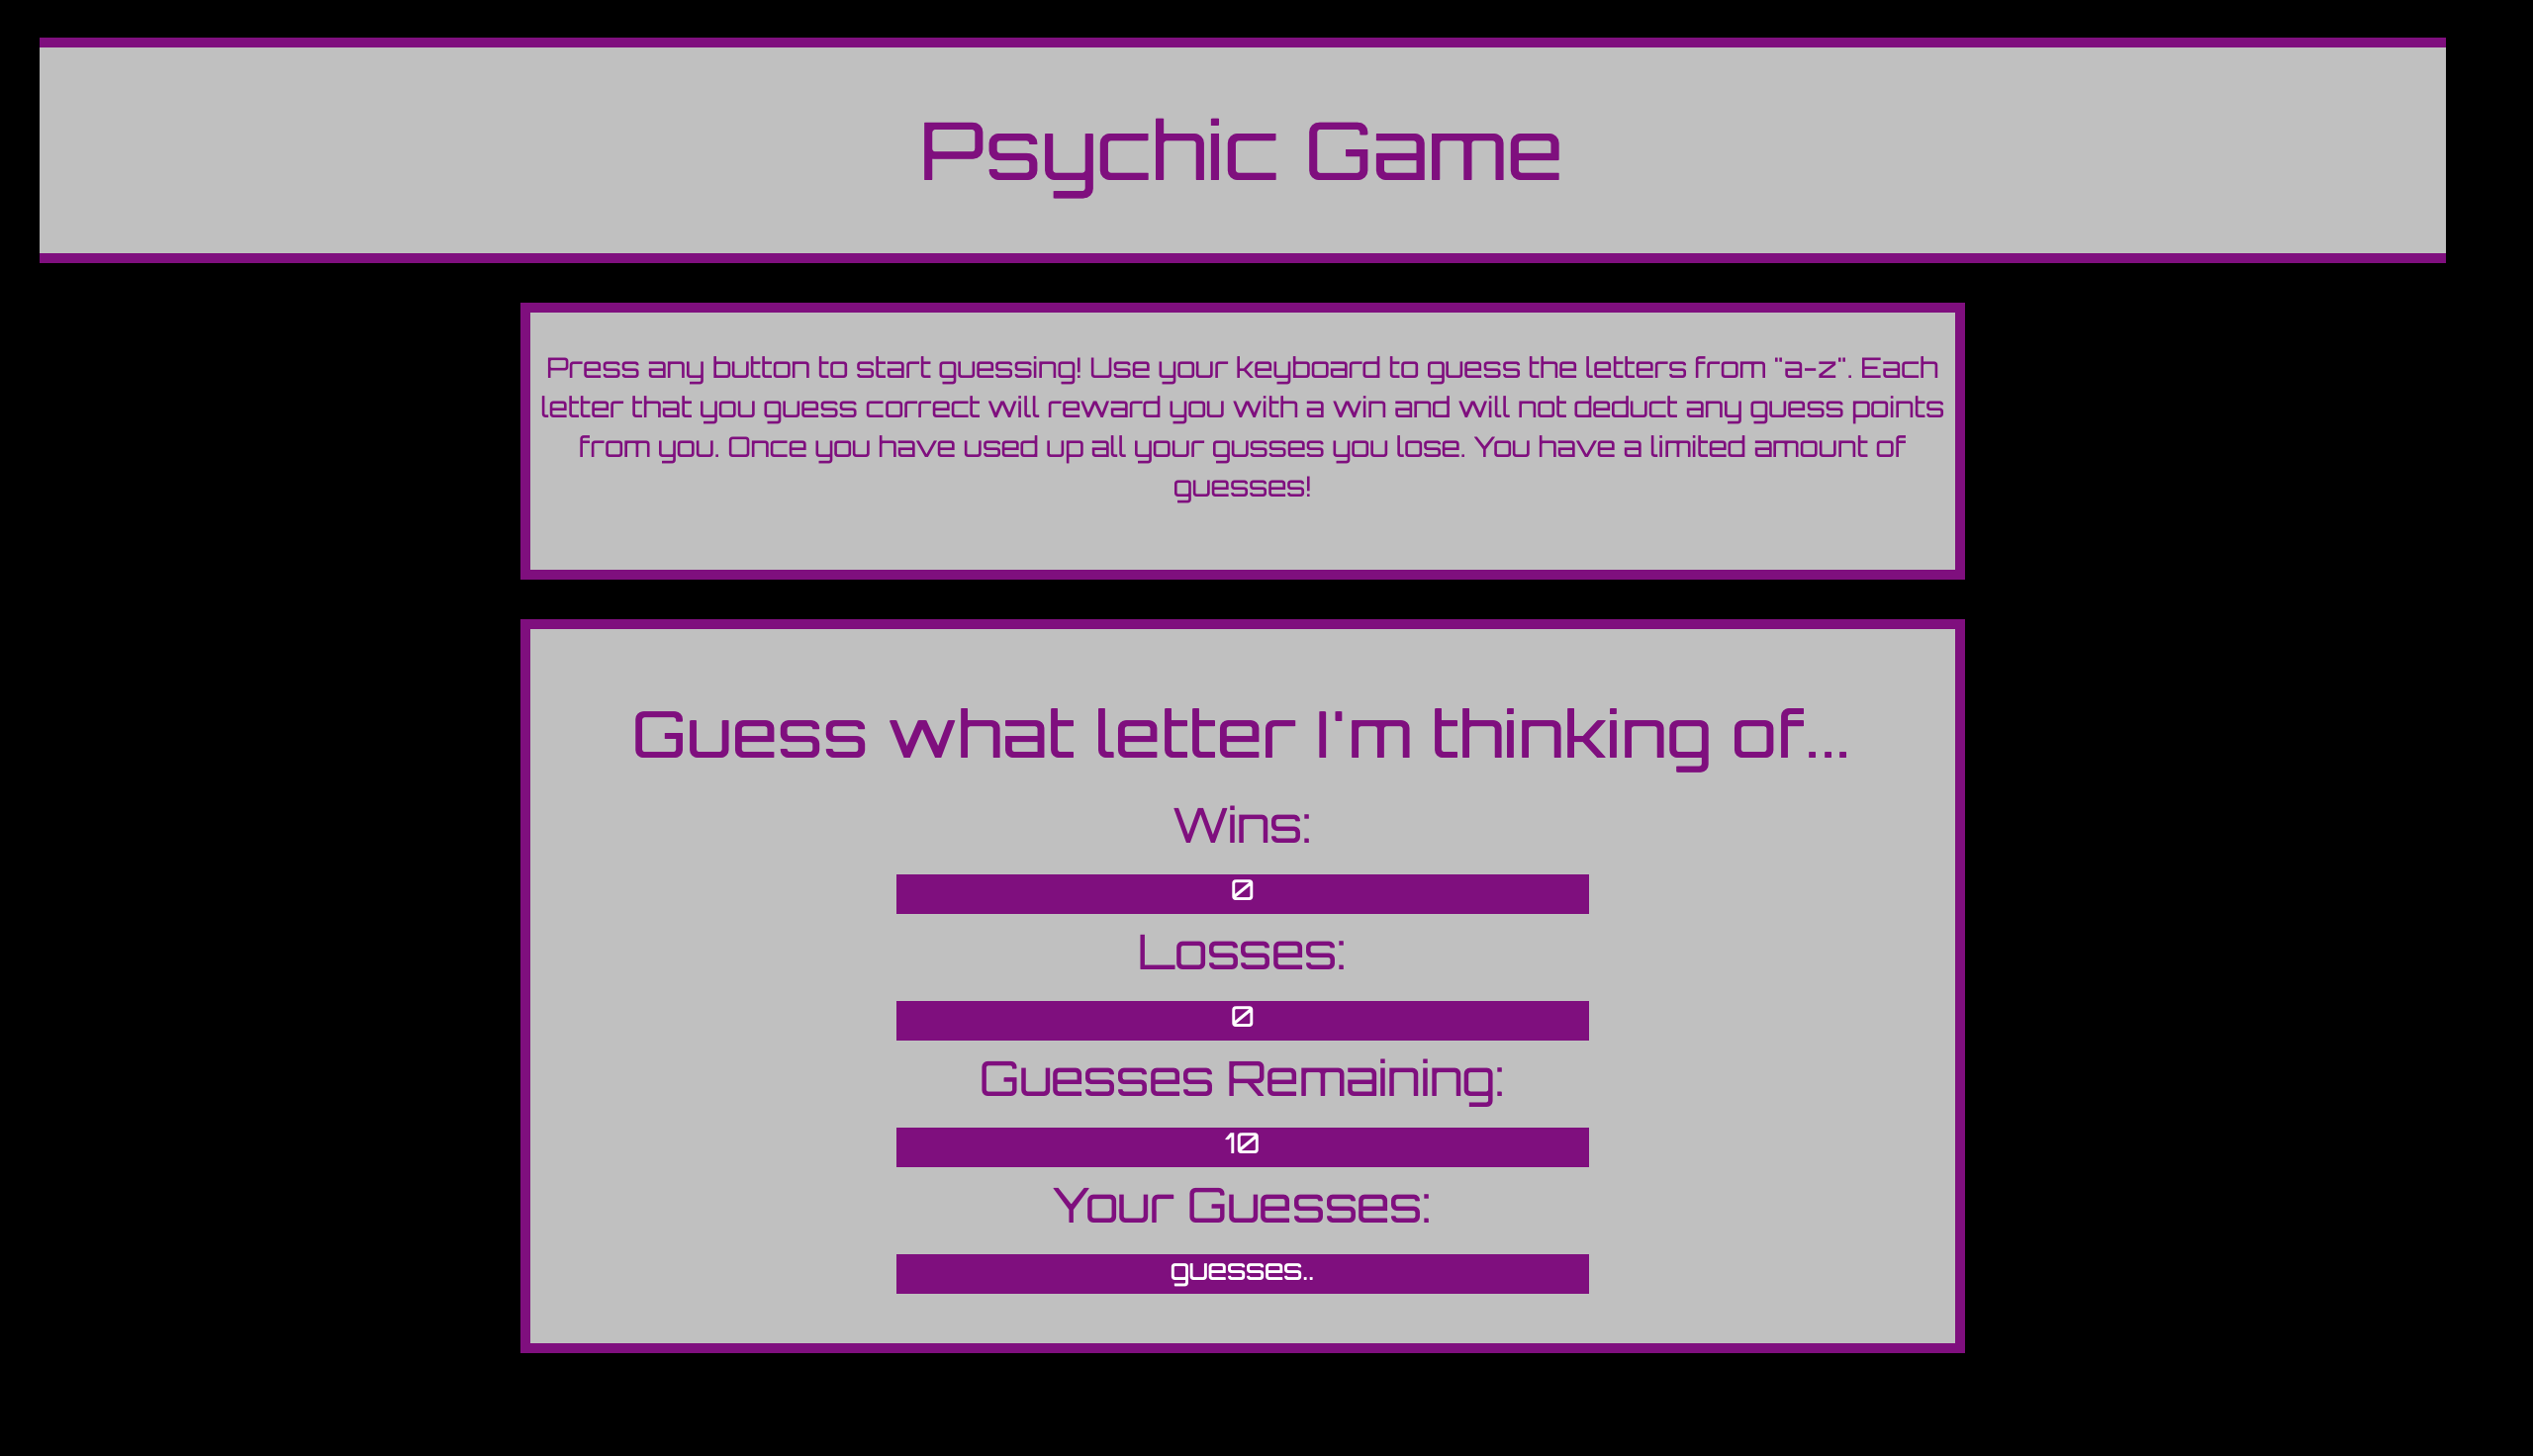 Psychic Game
Press any button to start guessing! Use your keyboard to guess the letters from "a-z". Each
letter that you guess correct will reward you with a win and will not deduct any guess points
from you. Once you have used up all your gusses you lose. You have a limited amount of
guesses!
Guess what letter I'm thinking of...
Wins:
0
Losses:
0
Guesses Remaining:
10
Your Guesses:
guesses..